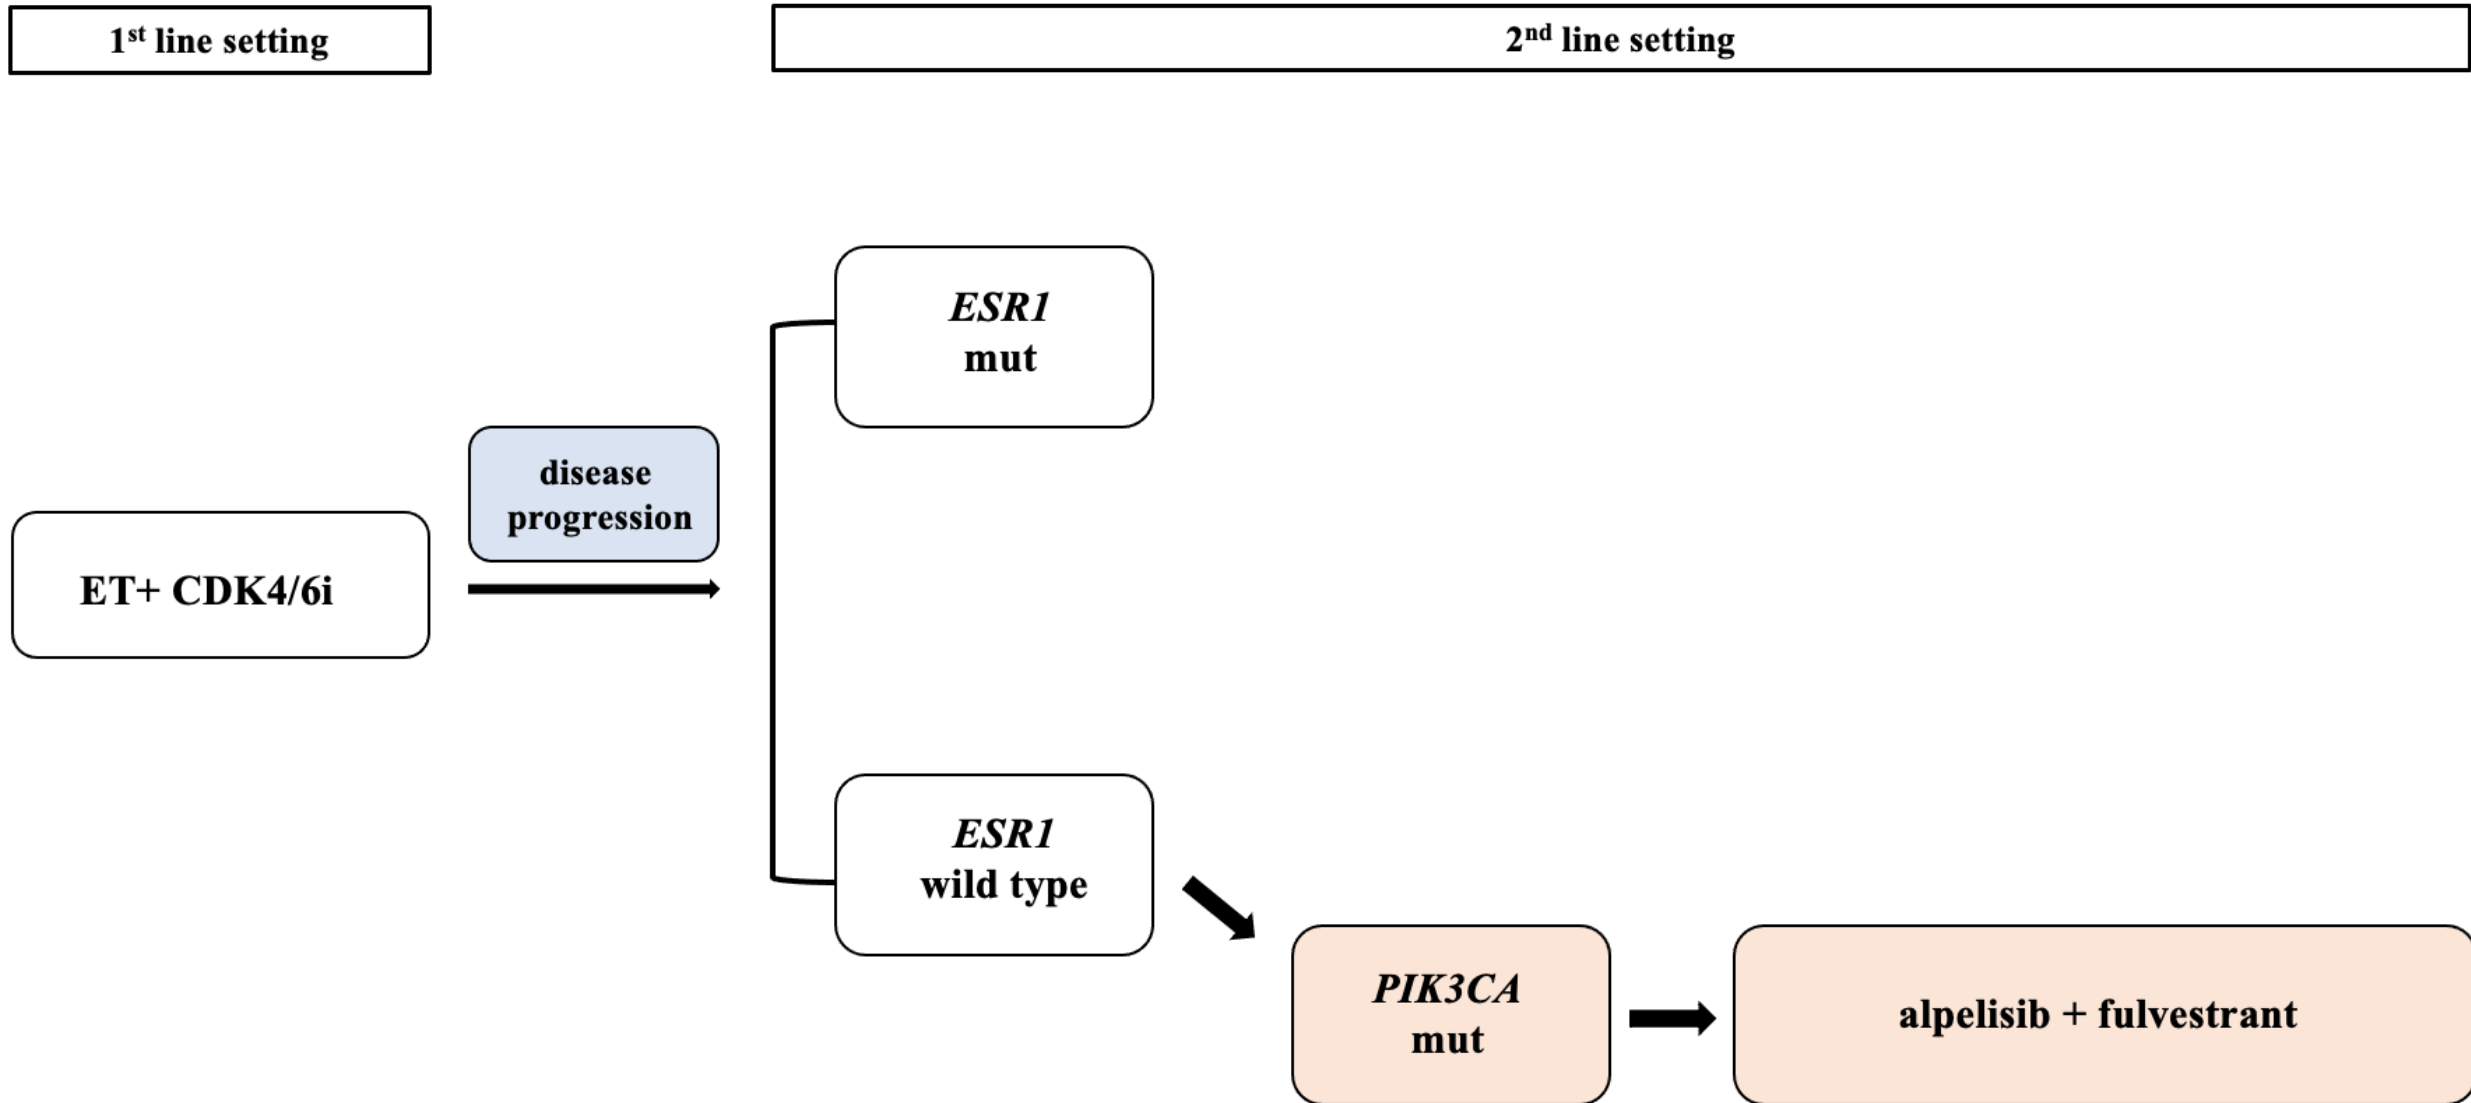 1st line setting
2nd line setting
ESR1
mut
disease
progression
ET+ CDK4/6i
ESR1
wild type
PIK3CA
mut
alpelisib + fulvestrant